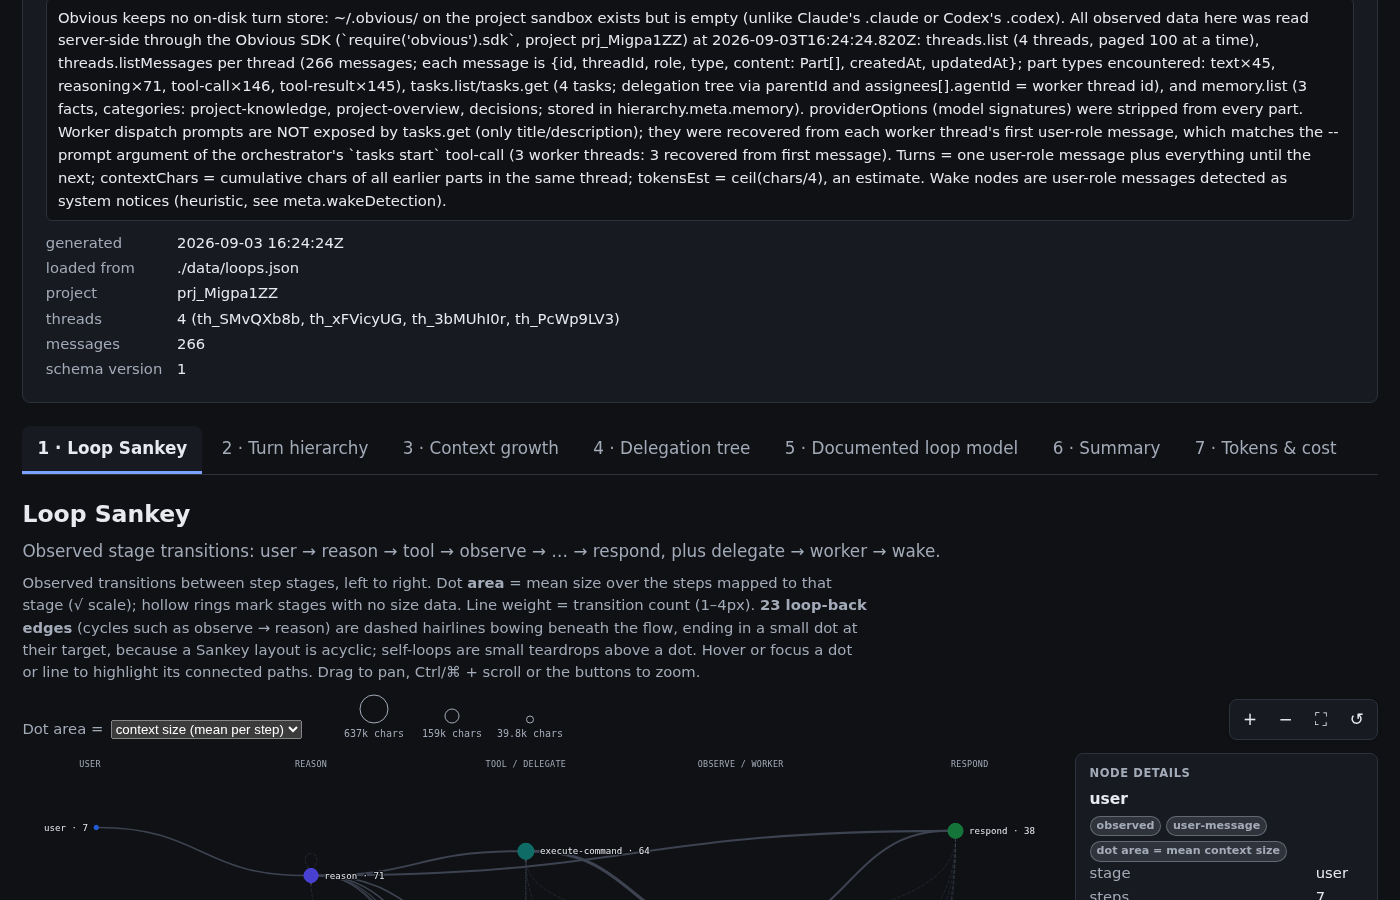 Obvious keeps no on-disk turn store: ~/.obvious/ on the project sandbox exists but is empty (unlike Claude's .claude or Codex's .codex). All observed data here was read
server-side through the Obvious SDK (`require('obvious').sdk`, project prj_Migpa1ZZ) at 2026-09-03T16:24:24.820Z: threads.list (4 threads, paged 100 at a time),
threads.listMessages per thread (266 messages; each message is {id, threadId, role, type, content: Part[], createdAt, updatedAt}; part types encountered: text×45,
reasoning×71, tool-call×146, tool-result×145), tasks.list/tasks.get (4 tasks; delegation tree via parentId and assignees[].agentId = worker thread id), and memory.list (3
facts, categories: project-knowledge, project-overview, decisions; stored in hierarchy.meta.memory). providerOptions (model signatures) were stripped from every part.
Worker dispatch prompts are NOT exposed by tasks.get (only title/description); they were recovered from each worker thread's first user-role message, which matches the --
prompt argument of the orchestrator's `tasks start` tool-call (3 worker threads: 3 recovered from first message). Turns = one user-role message plus everything until the
next; contextChars = cumulative chars of all earlier parts in the same thread; tokensEst = ceil(chars/4), an estimate. Wake nodes are user-role messages detected as
system notices (heuristic, see meta.wakeDetection).
generated 2026-09-03 16:24:24Z
loaded from ./data/loops.json
project prj_Migpa1ZZ
threads 4 (th_SMvQXb8b, th_xFVicyUG, th_3bMUhI0r, th_PcWp9LV3)
messages 266
schema version 1
1 · Loop Sankey 2 · Turn hierarchy 3 · Context growth 4 · Delegation tree 5 · Documented loop model 6 · Summary 7 · Tokens & cost
Loop Sankey
Observed stage transitions: user → reason → tool → observe → … → respond, plus delegate → worker → wake.
Observed transitions between step stages, left to right. Dot area = mean size over the steps mapped to that
stage (√ scale); hollow rings mark stages with no size data. Line weight = transition count (1–4px). 23 loop-back
edges (cycles such as observe → reason) are dashed hairlines bowing beneath the flow, ending in a small dot at
their target, because a Sankey layout is acyclic; self-loops are small teardrops above a dot. Hover or focus a dot
or line to highlight its connected paths. Drag to pan, Ctrl/⌘ + scroll or the buttons to zoom.
Dot area = context size (mean per step)
637k chars 159k chars 39.8k chars
+ − ⛶ ↺
USER REASON TOOL / DELEGATE OBSERVE / WORKER RESPOND
user · 7
reason · 71
execute-command · 64
respond · 38
NODE DETAILS
user
observed user-message
dot area = mean context size
stage user
steps 7